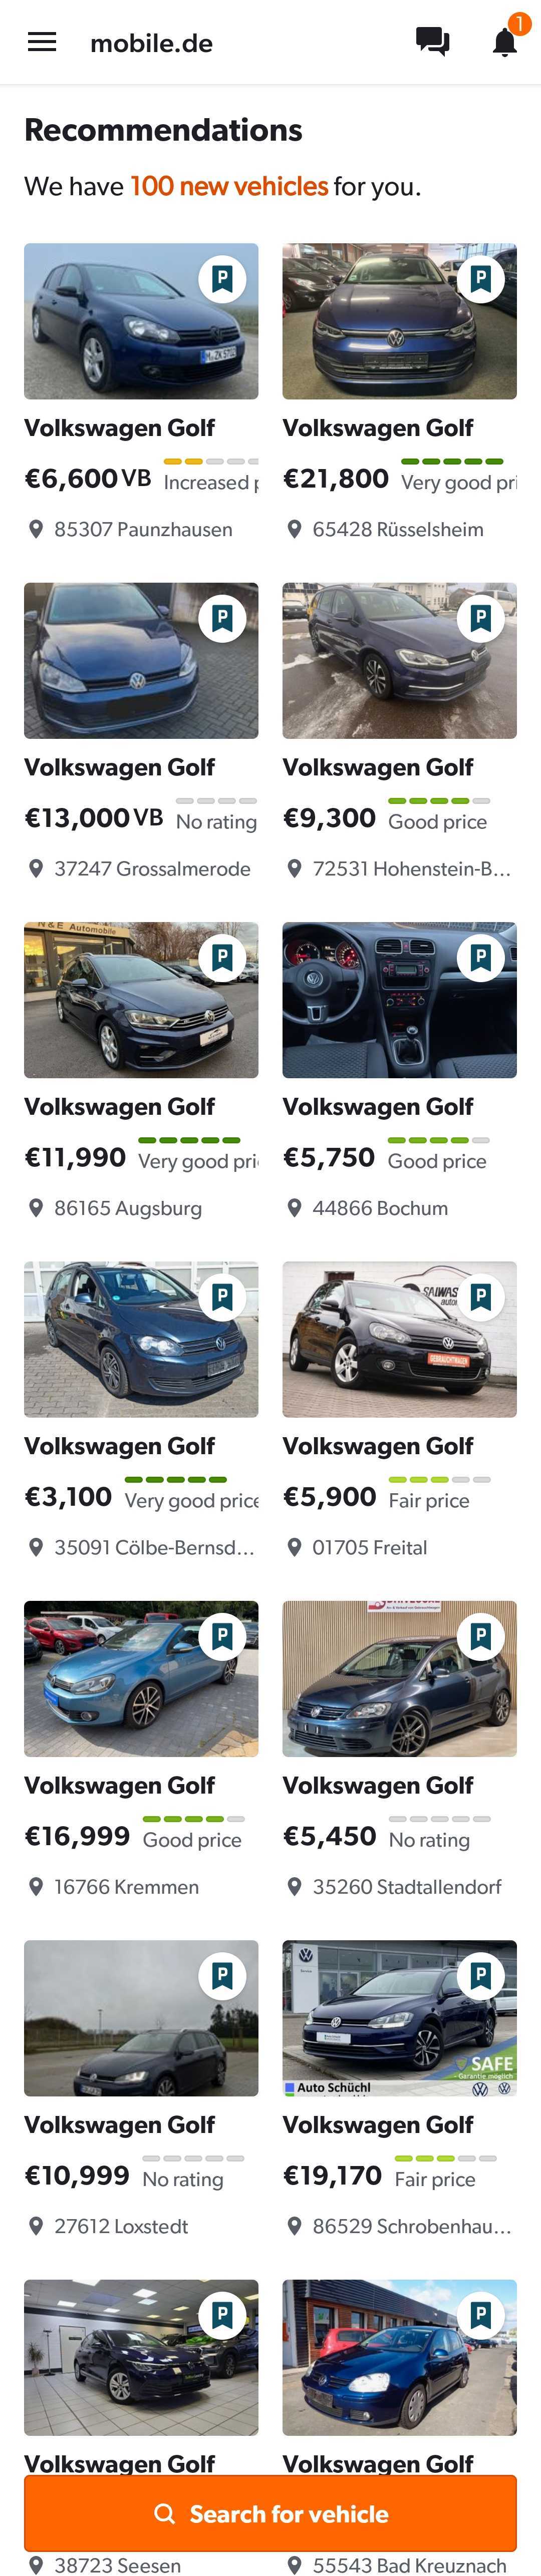 mobile.de
1
Recommendations
We have 100 new vehicles for you.
Volkswagen Golf
€6,600 VB
Increased p
85307 Paunzhausen
Volkswagen Golf
€21,800
Very good pri
65428 Rüsselsheim
Volkswagen Golf
€13,000 VB
No rating
37247 Grossalmerode
Volkswagen Golf
€9,300
Good price
72531 Hohenstein-B...
N & E Automobile
Volkswagen Golf
€11,990
Very good pri
86165 Augsburg
Volkswagen Golf
€5,750
Good price
44866 Bochum
Volkswagen Golf
€3,100
Very good price
35091 Cölbe-Bernsd...
SAIWAS
Volkswagen Golf
€5,900
Fair price
01705 Freital
Volkswagen Golf
€16,999
Good price
16766 Kremmen
Volkswagen Golf
€5,450
No rating
35260 Stadtallendorf
Volkswagen Golf
€10,999
No rating
27612 Loxstedt
SAFE
Garantie möglich
Auto Schüchl
Volkswagen Golf
€19,170
Fair price
86529 Schrobenhau...
Volkswagen Golf
Volkswagen Golf
Search for vehicle
38723 Seesen
55543 Bad Kreuznach